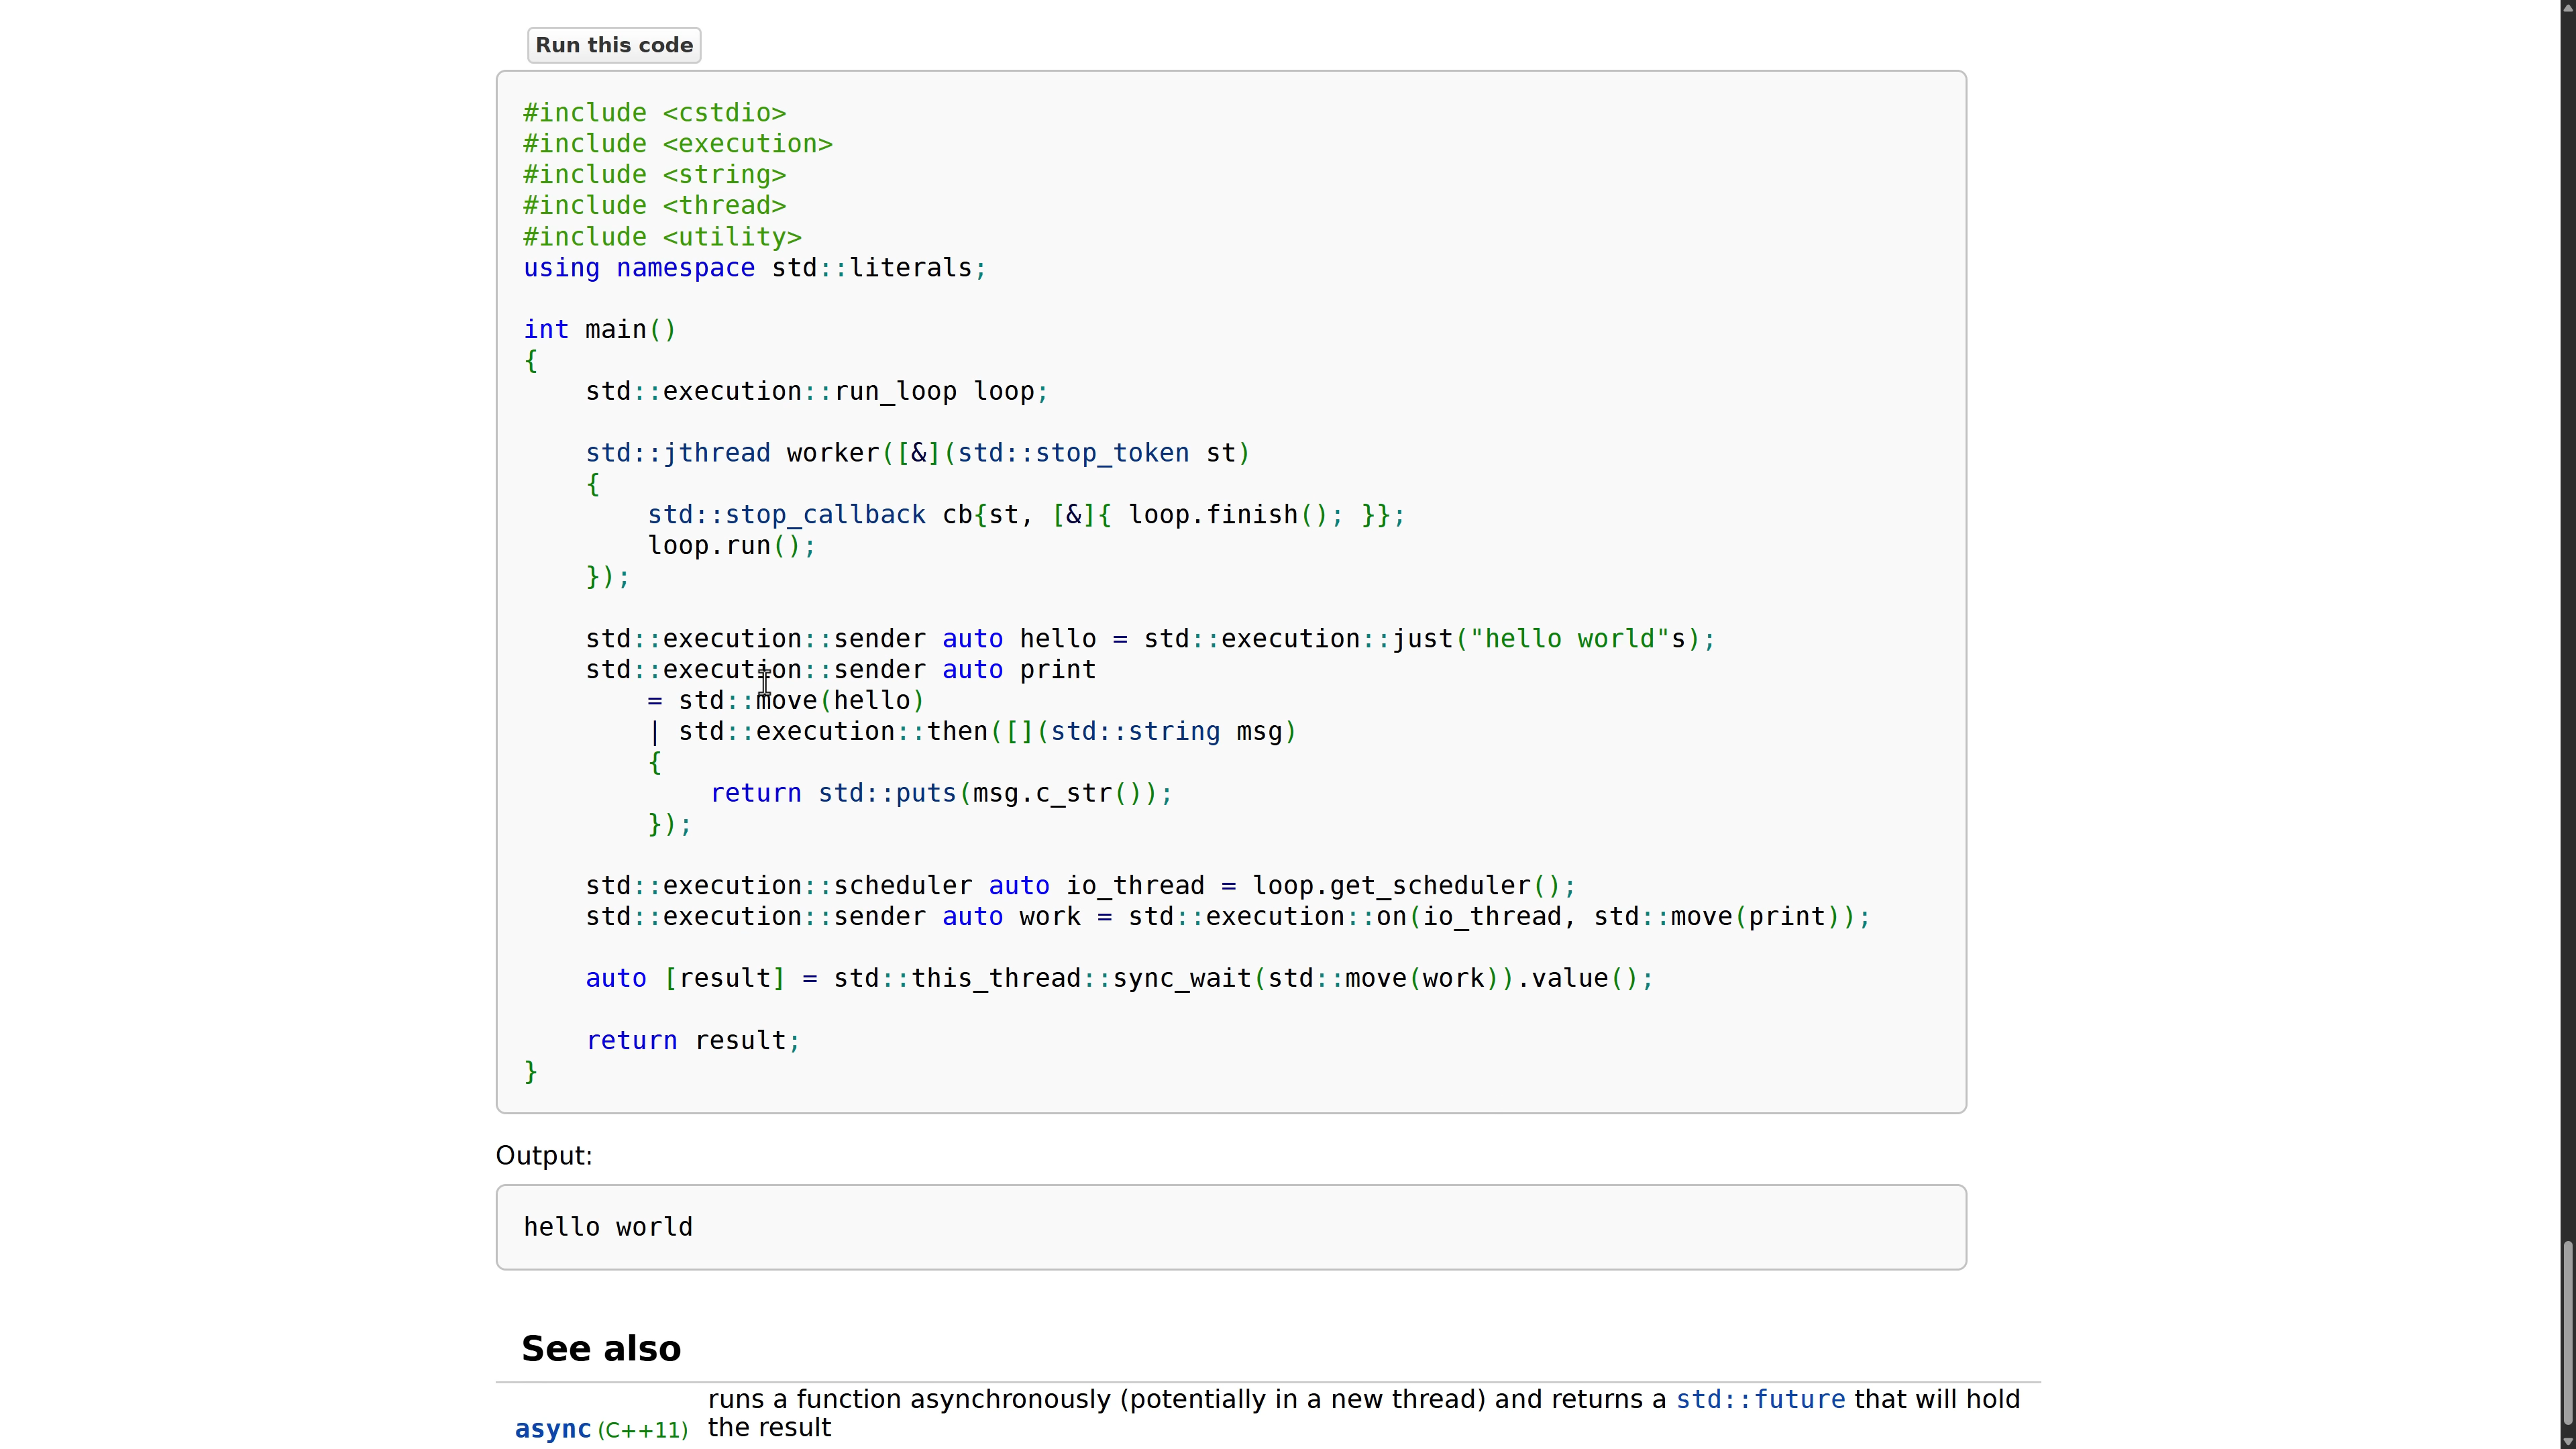 Run this code
#include <cstdio>
#include <execution>
#include <string>
#include <thread>
#include <utility>
using namespace std::literals;

int main()
{
    std::execution::run_loop loop;

    std::jthread worker([&](std::stop_token st)
    {
        std::stop_callback cb{st, [&]{ loop.finish(); }};
        loop.run();
    });

    std::execution::sender auto hello = std::execution::just("hello world"s);
    std::execution::sender auto print
        = std::move(hello)
        | std::execution::then([](std::string msg)
        {
            return std::puts(msg.c_str());
        });

    std::execution::scheduler auto io_thread = loop.get_scheduler();
    std::execution::sender auto work = std::execution::on(io_thread, std::move(print));

    auto [result] = std::this_thread::sync_wait(std::move(work)).value();

    return result;
}
Output:
hello world
See also
runs a function asynchronously (potentially in a new thread) and returns a std::future that will hold
async (C++11) the result